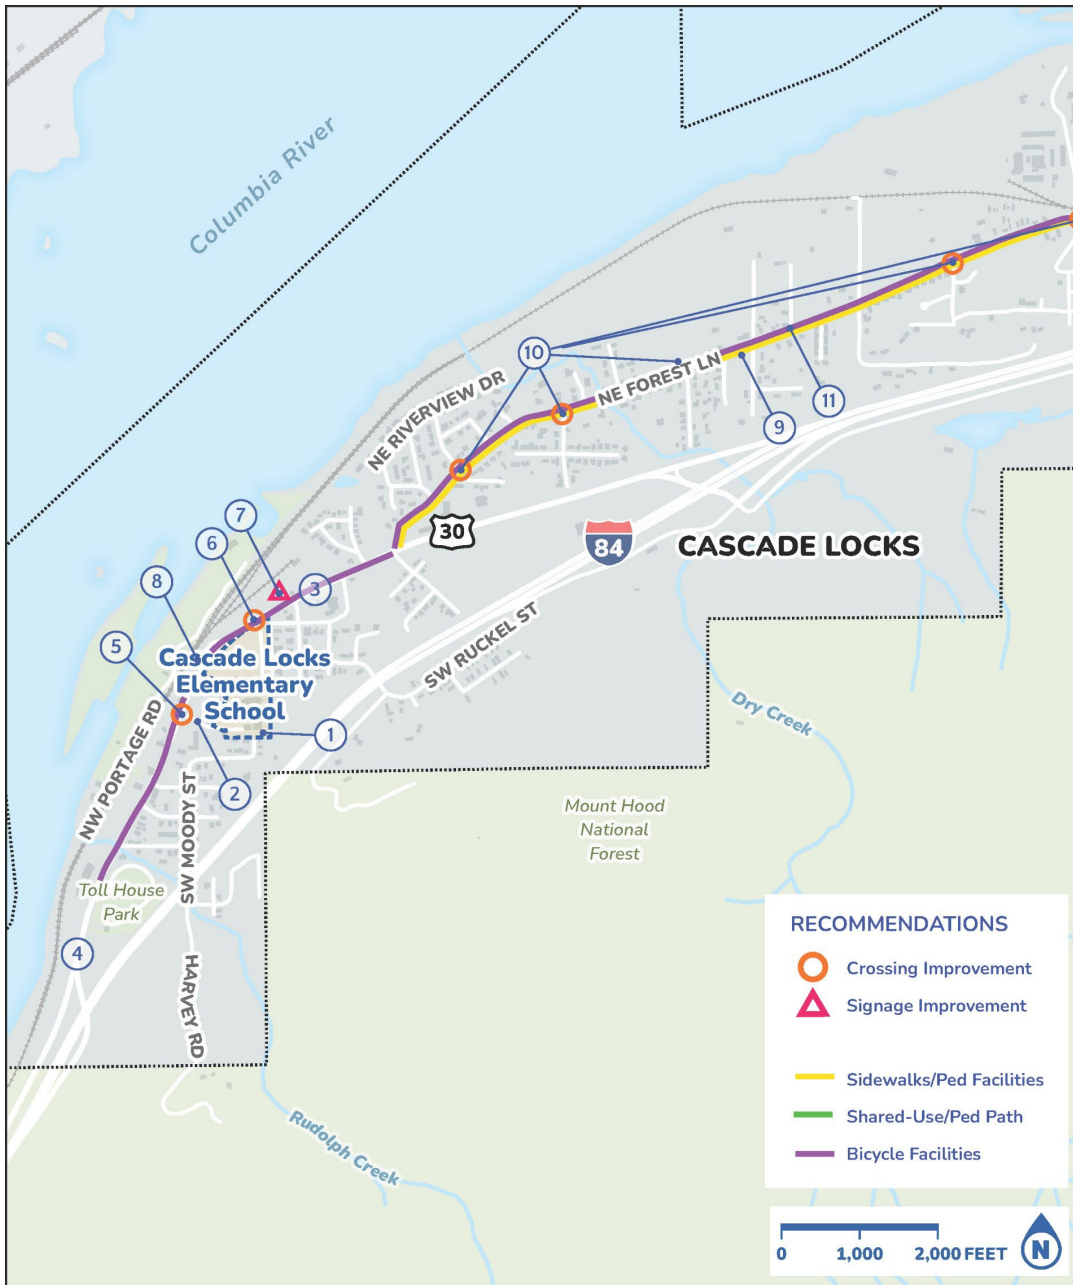 Columbia River
10
NE RIVERVIEW DR
NE FOREST LN
11
9
7
30
6
84
CASCADE LOCKS
8
3
5
Cascade Locks
Elementary
School
SW RUCKEL ST
NW PORTAGE RD
1
Dry Creek
2
SW MOODY ST
Mount Hood
National
Forest
Toll House
Park
4
HARVEY RD
Rudolph Creek
RECOMMENDATIONS
Crossing Improvement
Signage Improvement
Sidewalks/Ped Facilities
Shared-Use/Ped Path
Bicycle Facilities
0 1,000 2,000 FEET
N